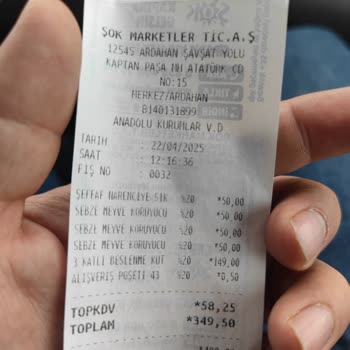 ŞOK MARKETLER TİC.A.Ş
12545 ARDAHAN ŞAVŞAT YOLU
KAPTAN PAŞA MH ATATÜRK CD
NO:15
MERKEZ/ARDAHAN
8140131899
ANADOLU KURUMLAR V.D
TARİH : 22/04/2025
SAAT : 12:16:36
FİŞ NO : 0032
ŞEFFAF NARENCİYE SIK %20 *50,00
SEBZE MEYVE KORUYUCU %20 *50,00
SEBZE MEYVE KORUYUCU %20 *50,00
SEBZE MEYVE KORUYUCU %20 *50,00
3 KATLI BESLENME KUT %20 *149,00
ALIŞVERİŞ POŞETİ 43 %20 *0,50
TOPKDV *58,25
TOPLAM *349,50